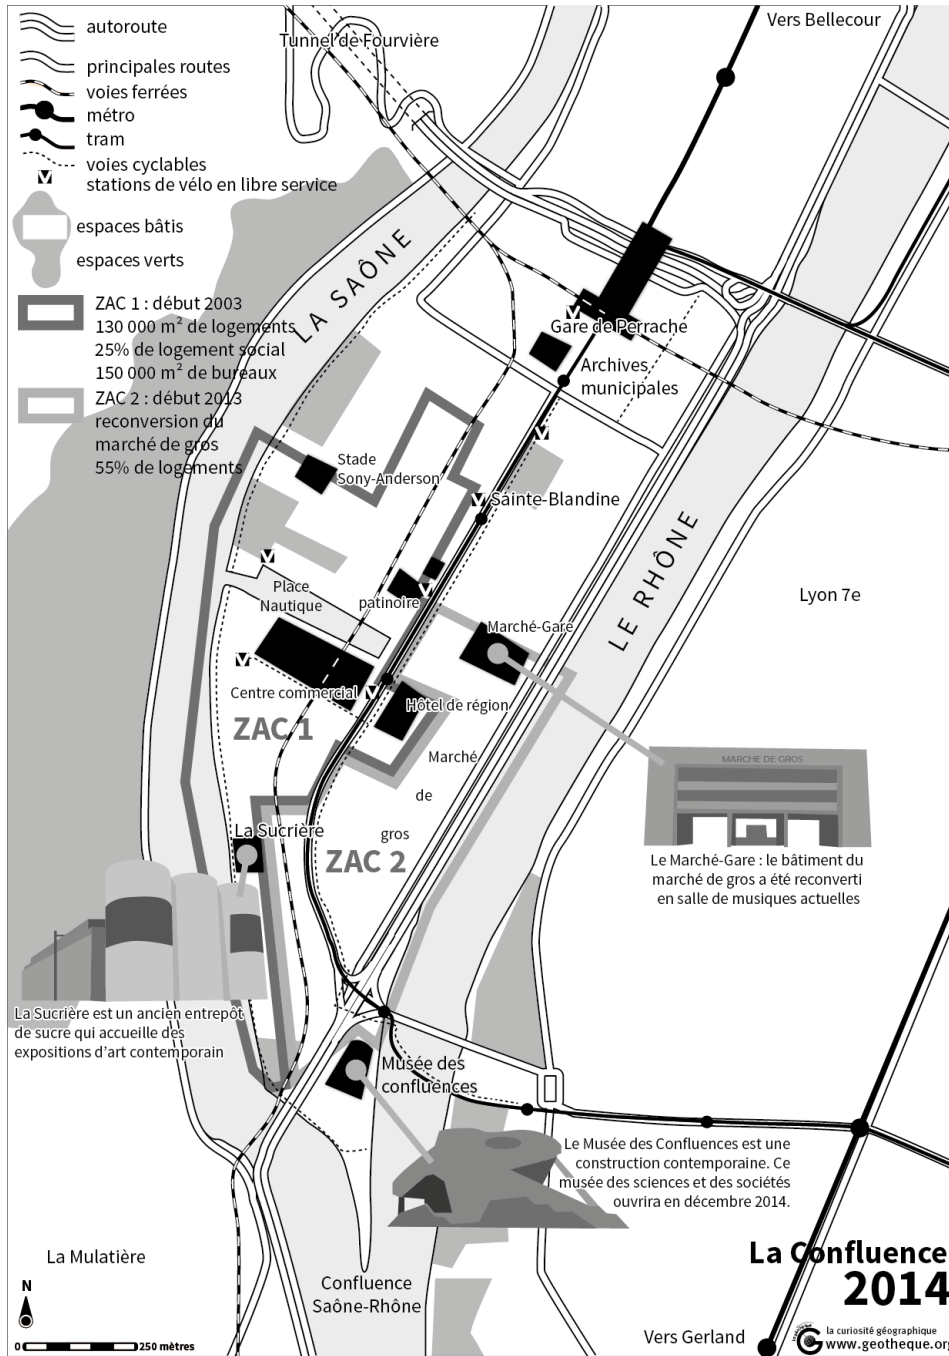 autoroute
principales routes
voies ferrées
métro
tram
voies cyclables
stations de vélo en libre service
espaces bâtis
espaces verts
ZAC 1 : début 2003
130 000 m² de logements
25% de logement social
150 000 m² de bureaux
ZAC 2 : début 2013
reconversion du
marché de gros
55% de logements
Tunnel de Fourvière
Vers Bellecour
LA SAÔNE
Gare de Perrache
Archives
municipales
Stade
Sony-Anderson
Sainte-Blandine
LE RHÔNE
Lyon 7e
Place
Nautique
patinoire
Marché-Gare
Centre commercial
Hôtel de région
ZAC 1
Marché
de
gros
MARCHE DE GROS
La Sucrière
ZAC 2
Le Marché-Gare : le bâtiment du
marché de gros a été reconverti
en salle de musiques actuelles
La Sucrière est un ancien entrepôt
de sucre qui accueille des
expositions d'art contemporain
Musée des
confluences
Le Musée des Confluences est une
construction contemporaine. Ce
musée des sciences et des sociétés
ouvrira en décembre 2014.
La Mulatière
Confluence
Saône-Rhône
La Confluence
2014
Vers Gerland
N
0
250 mètres
la curiosité géographique
www.geotheque.org